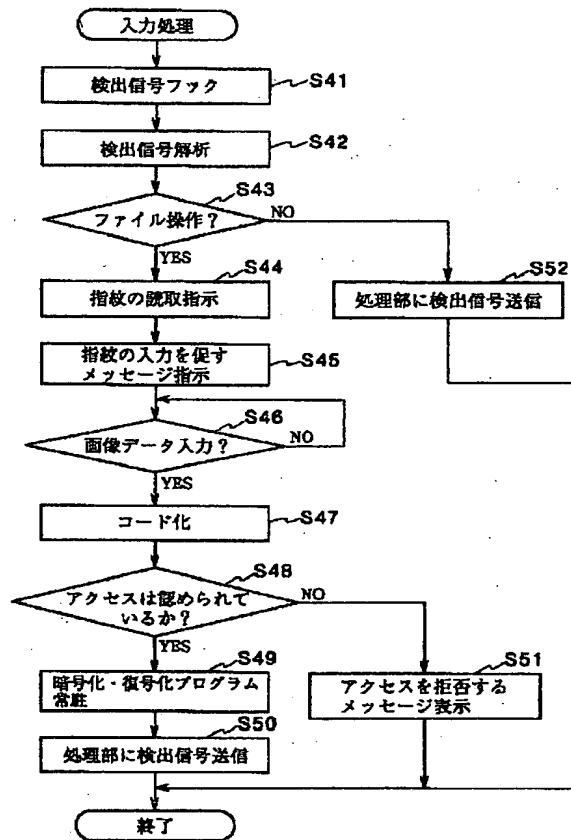 入力処理
検出信号フック
S41
検出信号解析
S42
S43
ファイル操作?
NO
YES
S44
指紋の読取指示
S52
処理部に検出信号送信
指紋の入力を促す
メッセージ指示
S45
S46
画像データ入力?
NO
YES
コード化
S47
S48
アクセスは認められて
いるか?
NO
YES
S49
暗号化・復号化プログラム
常駐
S51
アクセスを拒否する
メッセージ表示
S50
処理部に検出信号送信
終了